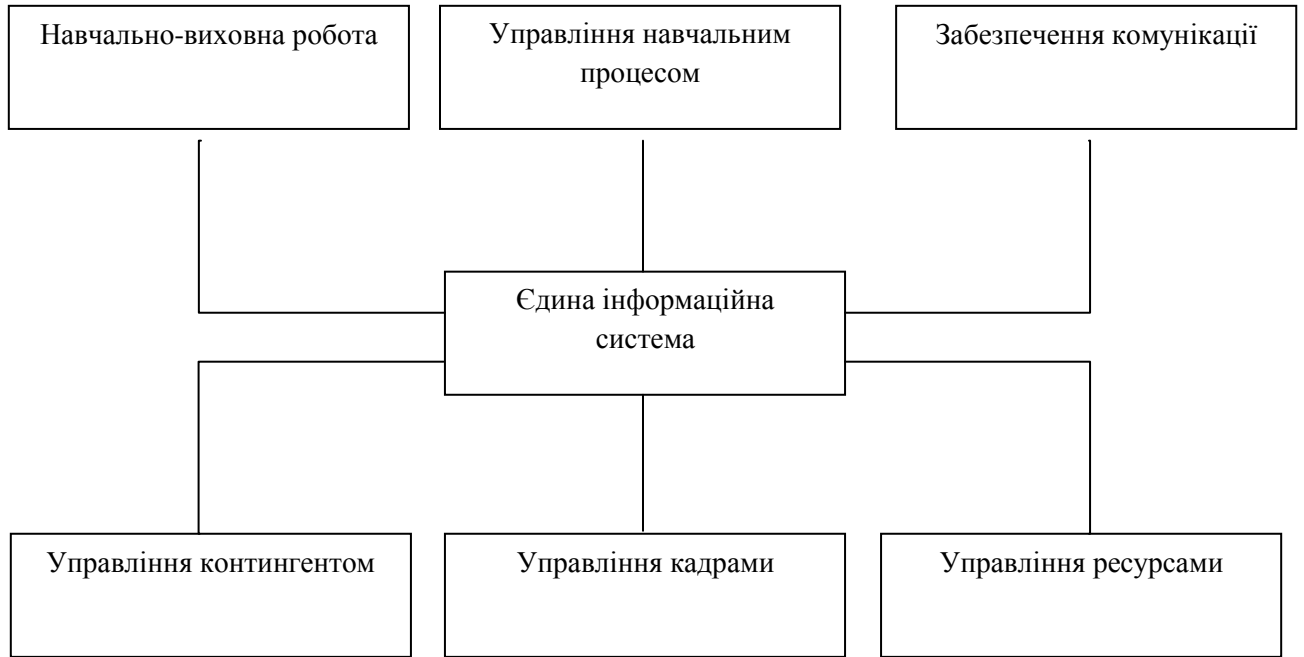 Навчально-виховна робота
Управління навчальним
процесом
Забезпечення комунікації
Єдина інформаційна
система
Управління контингентом
Управління кадрами
Управління ресурсами